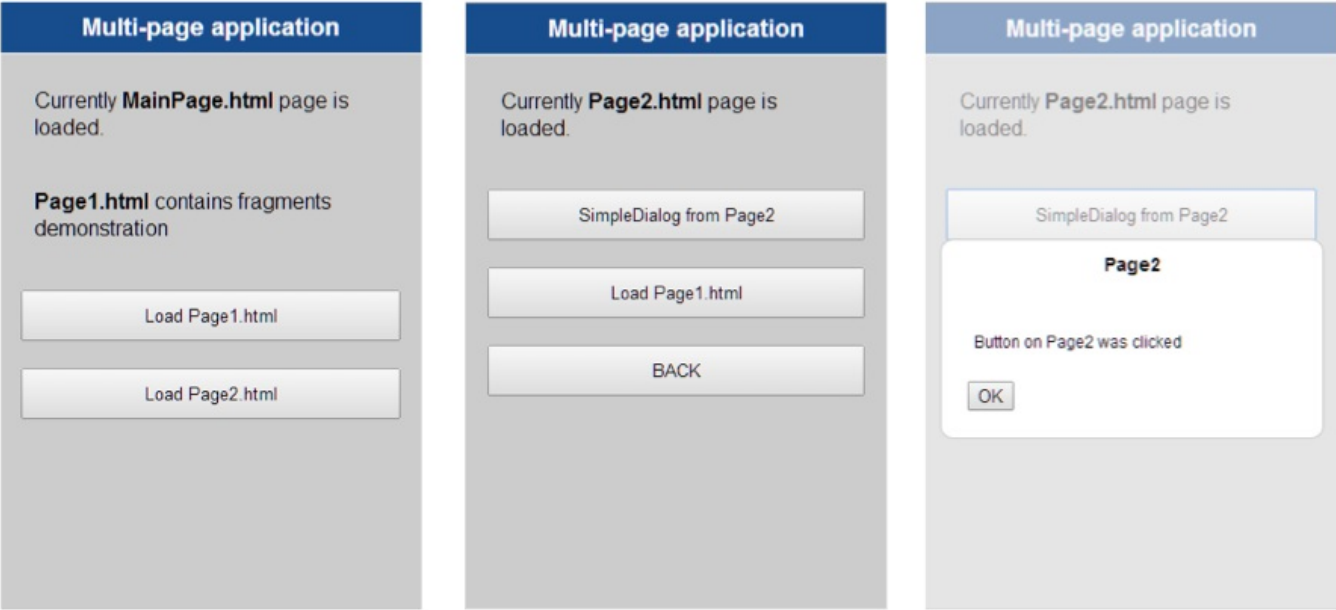 Multi-page application
Currently MainPage.html page is
loaded.
Page1.html contains fragments
demonstration
Load Page1.html
Load Page2.html
Multi-page application
Currently Page2.html page is
loaded.
SimpleDialog from Page2
Load Page1.html
BACK
Multi-page application
Currently Page2.html page is
loaded.
SimpleDialog from Page2
Page2
Button on Page2 was clicked
OK